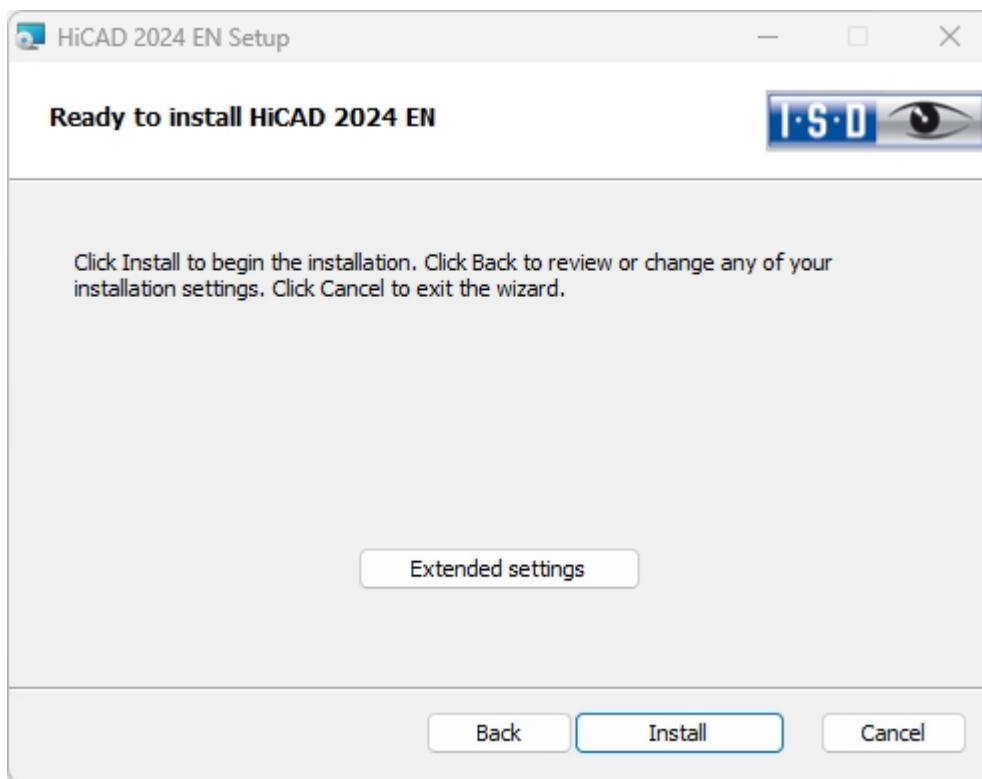 HiCAD 2024 EN Setup
Ready to install HiCAD 2024 EN
I·S·D
Click Install to begin the installation. Click Back to review or change any of your
installation settings. Click Cancel to exit the wizard.
Extended settings
Back
Install
Cancel